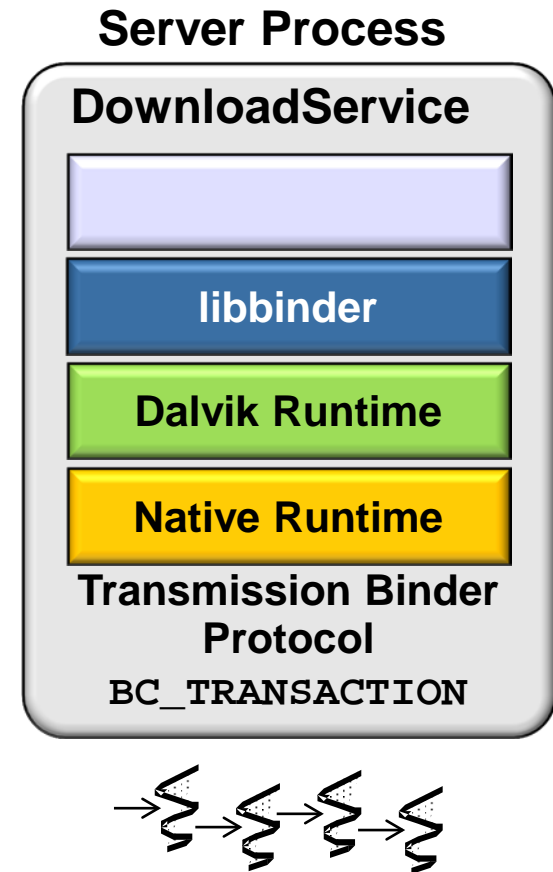 Server Process
DownloadService
libbinder
Dalvik Runtime
Native Runtime
Transmission Binder
Protocol
BC_TRANSACTION